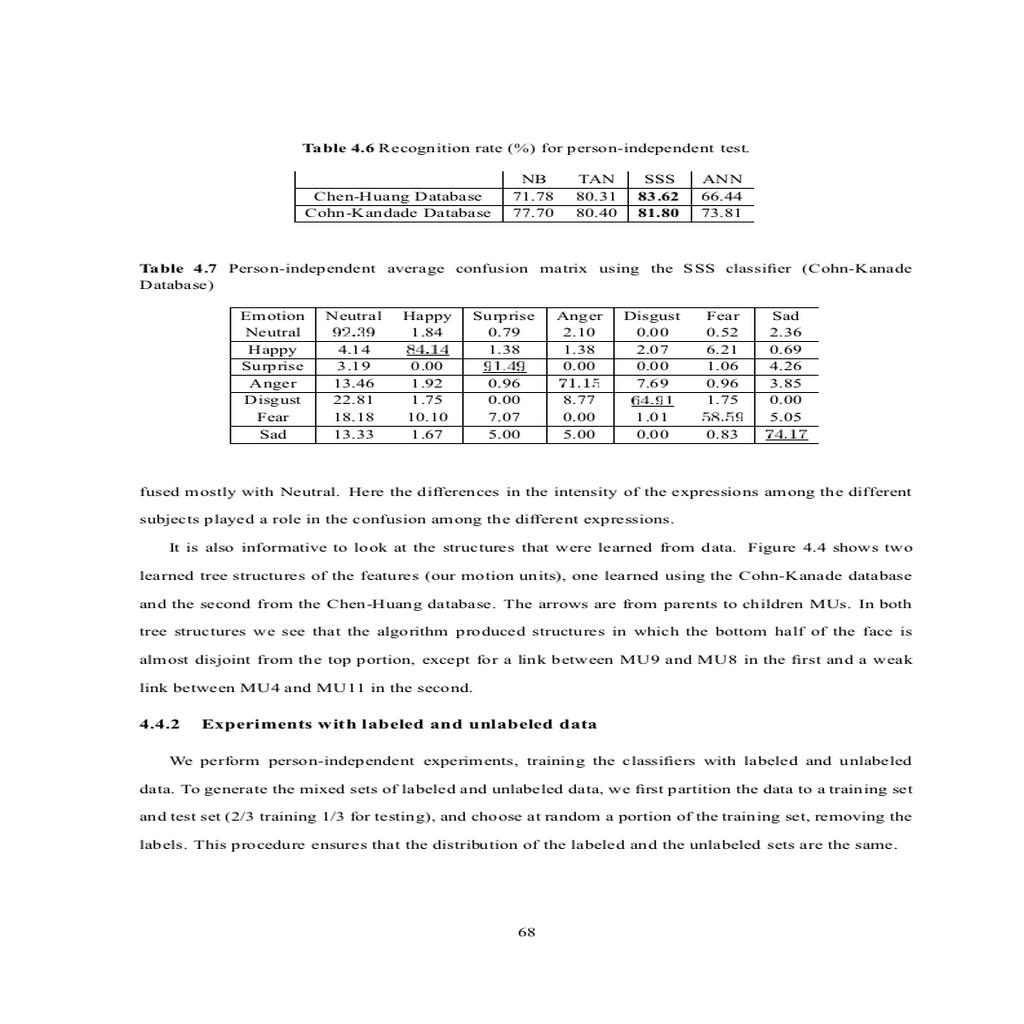 Table 4.6 Recognition rate (%) for person-independent test.
NB TAN SSS ANN
Chen-Huang Database 71.78 80.31 83.62 66.44
Cohn-Kandade Database 77.70 80.40 81.80 73.81
Table 4.7 Person-independent average confusion matrix using the SSS classifier (Cohn-Kanade
Database)
Emotion Neutral Happy Surprise Anger Disgust Fear Sad
Neutral 92.39 1.84 0.79 2.10 0.00 0.52 2.36
Happy 4.14 84.14 1.38 1.38 2.07 6.21 0.69
Surprise 3.19 0.00 91.49 0.00 0.00 1.06 4.26
Anger 13.46 1.92 0.96 71.15 7.69 0.96 3.85
Disgust 22.81 1.75 0.00 8.77 64.91 1.75 0.00
Fear 18.18 10.10 7.07 0.00 1.01 58.59 5.05
Sad 13.33 1.67 5.00 5.00 0.00 0.83 74.17
fused mostly with Neutral. Here the differences in the intensity of the expressions among the different
subjects played a role in the confusion among the different expressions.
It is also informative to look at the structures that were learned from data. Figure 4.4 shows two
learned tree structures of the features (our motion units), one learned using the Cohn-Kanade database
and the second from the Chen-Huang database. The arrows are from parents to children MUs. In both
tree structures we see that the algorithm produced structures in which the bottom half of the face is
almost disjoint from the top portion, except for a link between MU9 and MU8 in the first and a weak
link between MU4 and MU11 in the second.
4.4.2 Experiments with labeled and unlabeled data
We perform person-independent experiments, training the classifiers with labeled and unlabeled
data. To generate the mixed sets of labeled and unlabeled data, we first partition the data to a training set
and test set (2/3 training 1/3 for testing), and choose at random a portion of the training set, removing the
labels. This procedure ensures that the distribution of the labeled and the unlabeled sets are the same.
68